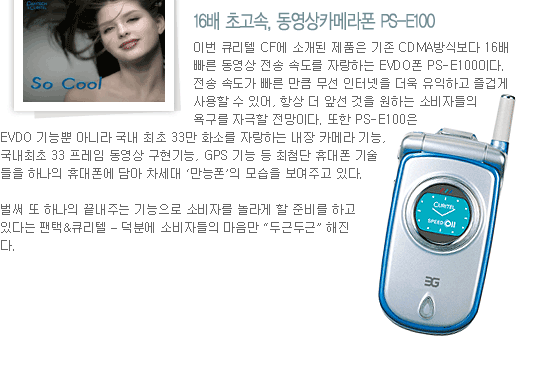 CURITEL
So Cool
16배 초고속, 동영상카메라폰 PS-E100
이번 큐리텔 CF에 소개된 제품은 기존 CDMA방식보다 16배
빠른 동영상 전송 속도를 자랑하는 EVDO폰 PS-E100이다.
전송 속도가 빠른 만큼 무선 인터넷을 더욱 유익하고 즐겁게
사용할 수 있어, 항상 더 앞선 것을 원하는 소비자들의
욕구를 자극할 전망이다. 또한 PS-E100은
EVDO 기능뿐 아니라 국내 최초 33만 화소를 자랑하는 내장 카메라 기능,
국내최초 33 프레임 동영상 구현기능, GPS 기능 등 최첨단 휴대폰 기술
들을 하나의 휴대폰에 담아 차세대 '만능폰'의 모습을 보여주고 있다.
벌써 또 하나의 끝내주는 기능으로 소비자를 놀라게 할 준비를 하고
있다는 팬택&큐리텔 - 덕분에 소비자들의 마음만 "두근두근" 해진
다.
CURITEL
SPEED 011
3G